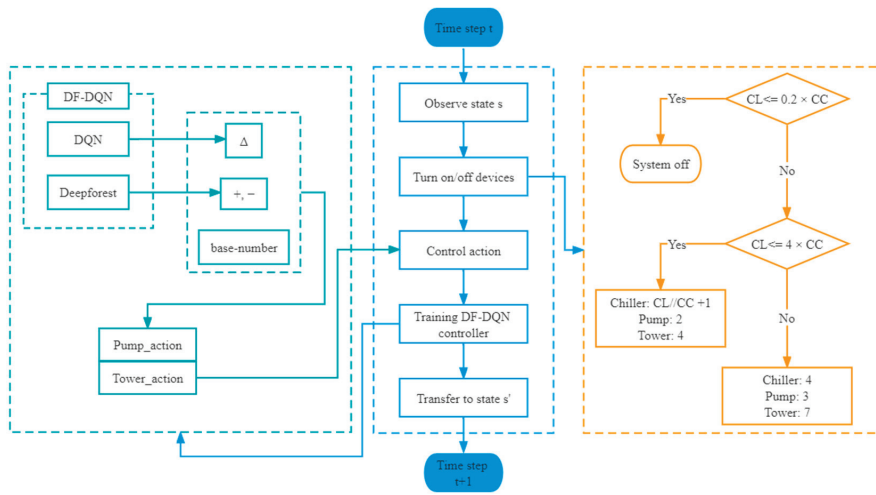 Time step t
DF-DQN
DQN
Δ
Deepforest
+, −
base-number
Pump_action
Tower_action
Observe state s
Turn on/off devices
Control action
Training DF-DQN
controller
Transfer to state s'
Time step
t+1
CL<= 0.2 × CC
Yes
System off
No
CL<= 4 × CC
Yes
Chiller: CL//CC +1
Pump: 2
Tower: 4
No
Chiller: 4
Pump: 3
Tower: 7